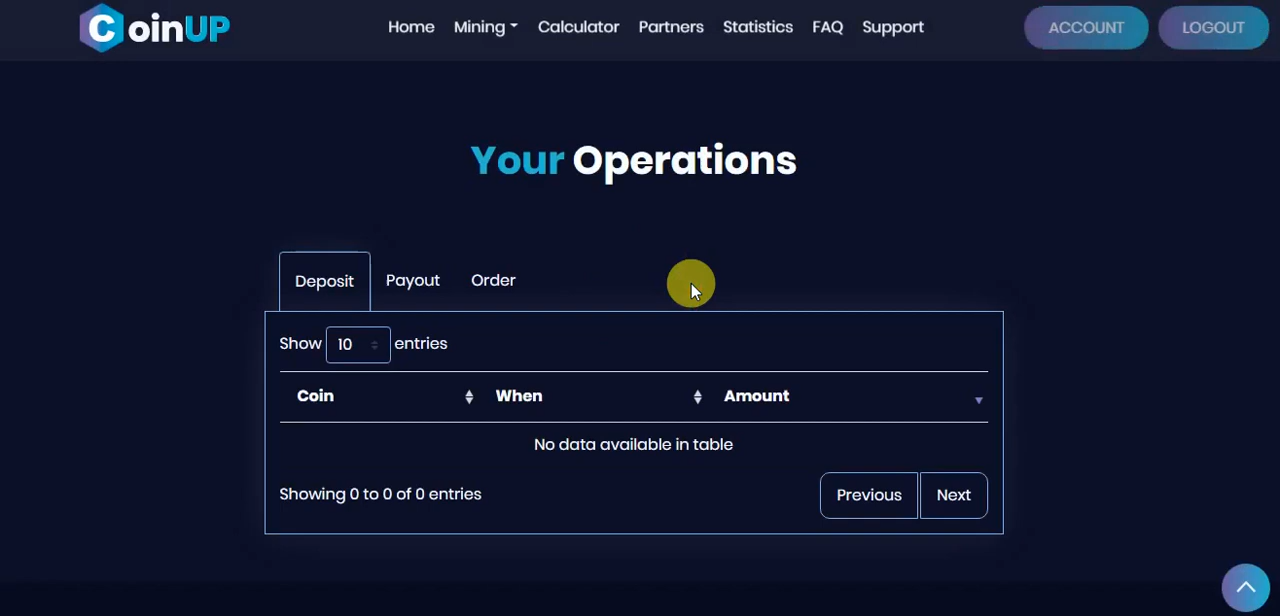 CoinUP Home Mining Calculator Partners Statistics FAQ Support ACCOUNT LOGOUT
Your Operations
Deposit Payout Order
Show 10 entries
Coin When Amount
No data available in table
Showing 0 to 0 of 0 entries Previous Next